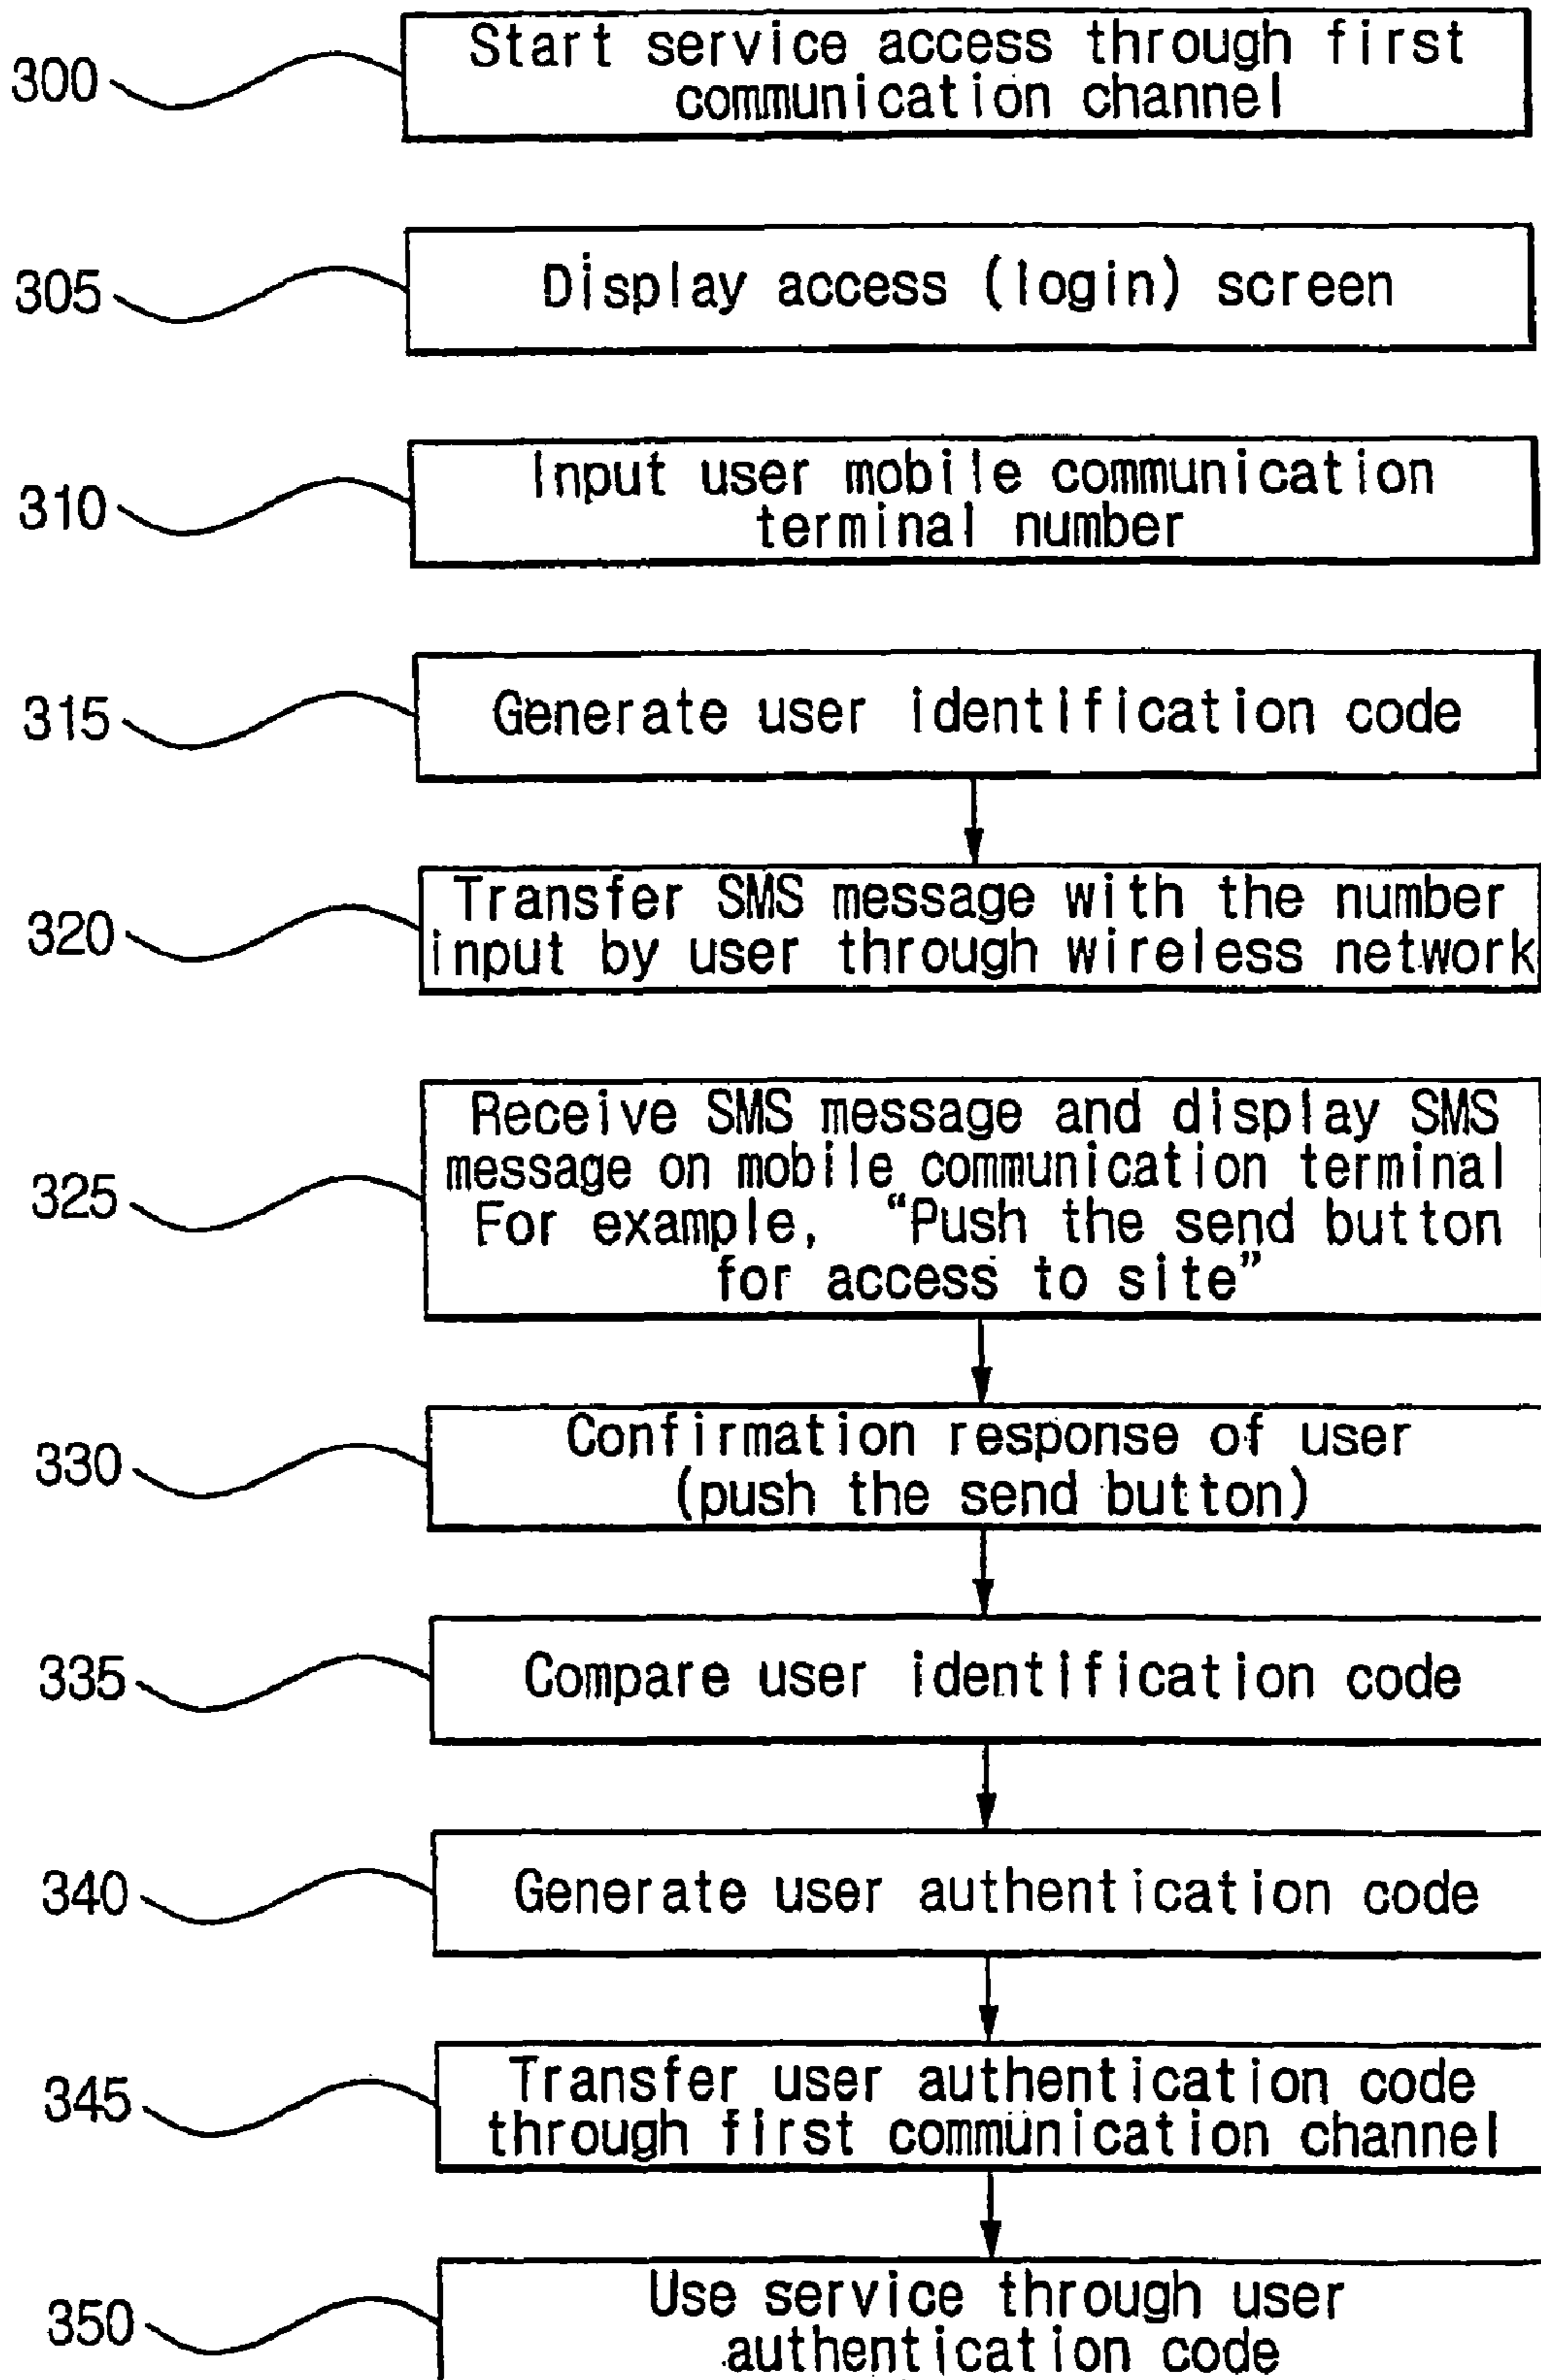 300
Start service access through first
communication channel
305
Display access (login) screen
310
Input user mobile communication
terminal number
315
Generate user identification code
320
Transfer SMS message with the number
input by user through wireless network
325
Receive SMS message and display SMS
message on mobile communication terminal
For example, “Push the send button
for access to site”
330
Confirmation response of user
(push the send button)
335
Compare user identification code
340
Generate user authentication code
345
Transfer user authentication code
through first communication channel
350
Use service through user
authentication code